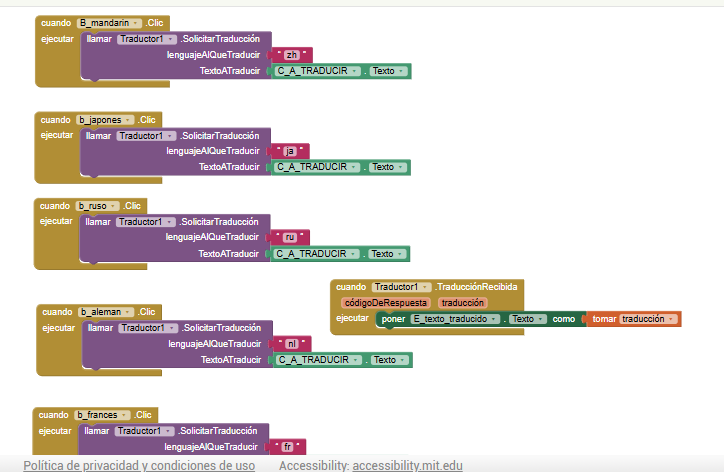 cuando B_mandarin .Clic
ejecutar llamar Traductor1 .SolicitarTraducción
lenguajeAlQueTraducir " zh "
TextoATraducir C_A_TRADUCIR . Texto
cuando b_japones .Clic
ejecutar llamar Traductor1 .SolicitarTraducción
lenguajeAlQueTraducir " ja "
TextoATraducir C_A_TRADUCIR . Texto
cuando b_ruso .Clic
ejecutar llamar Traductor1 .SolicitarTraducción
lenguajeAlQueTraducir " ru "
TextoATraducir C_A_TRADUCIR . Texto
cuando Traductor1 .TraducciónRecibida
códigoDeRespuesta traducción
ejecutar poner E_texto_traducido . Texto como tomar traducción
cuando b_aleman .Clic
ejecutar llamar Traductor1 .SolicitarTraducción
lenguajeAlQueTraducir " nl "
TextoATraducir C_A_TRADUCIR . Texto
cuando b_frances .Clic
ejecutar llamar Traductor1 .SolicitarTraducción
lenguajeAlQueTraducir " fr "
Política de privacidad y condiciones de uso Accessibility: accessibility.mit.edu